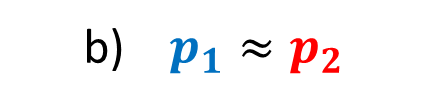 b) p₁ ≈ p₂